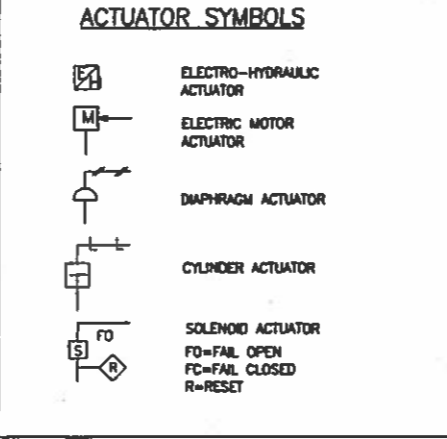 ACTUATOR SYMBOLS
E/H
ELECTRO-HYDRAULIC
ACTUATOR
M
ELECTRIC MOTOR
ACTUATOR
DIAPHRAGM ACTUATOR
L L
CYLINDER ACTUATOR
SOLENOID ACTUATOR
FO
S
R
FO=FAIL OPEN
FC=FAIL CLOSED
R=RESET